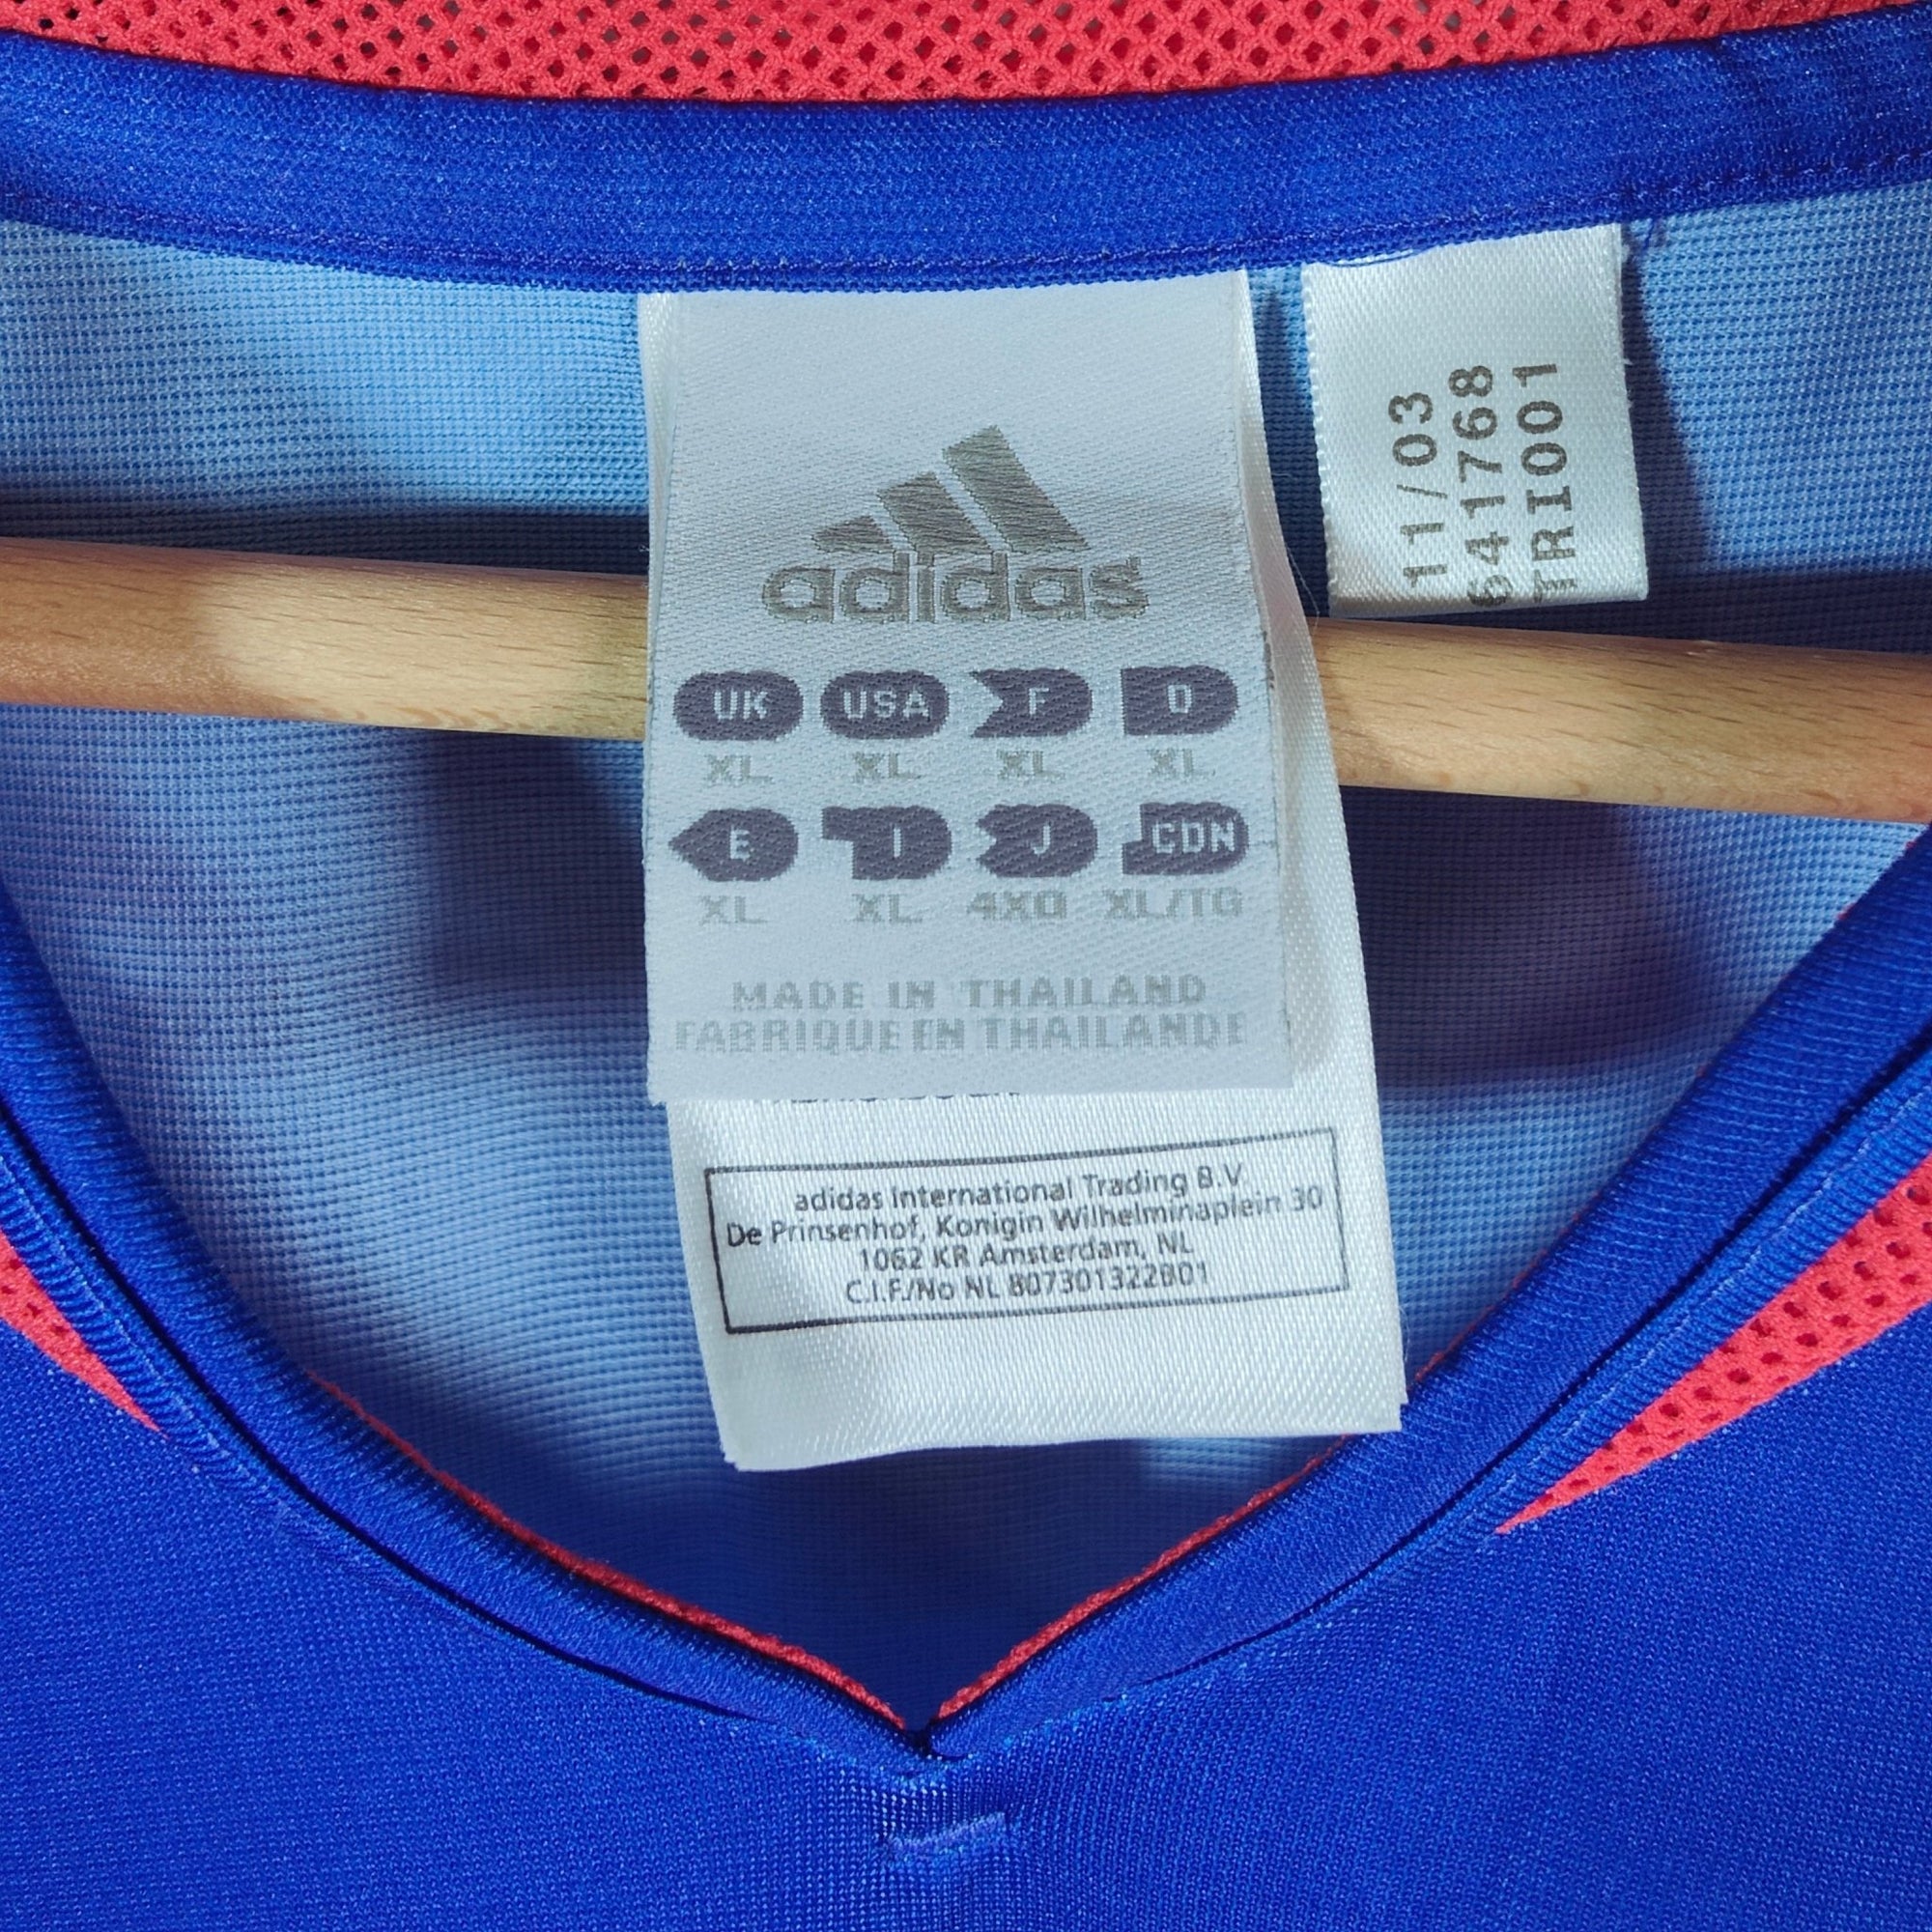 adidas
UK USA F D
XL XL XL XL
E I J CDN
XL XL 4XO XL/TG
MADE IN THAILAND
FABRIQUE EN THAILANDE
adidas International Trading B.V.
De Prinsenhof, Konigin Wilhelminaplein 30
1062 KR Amsterdam, NL
C.I.F./No NL 807301322B01
11/03
641768
TRI001